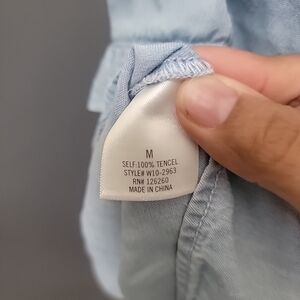 M
SELF:100% TENCEL
STYLE# W10-2963
RN# 126260
MADE IN CHINA